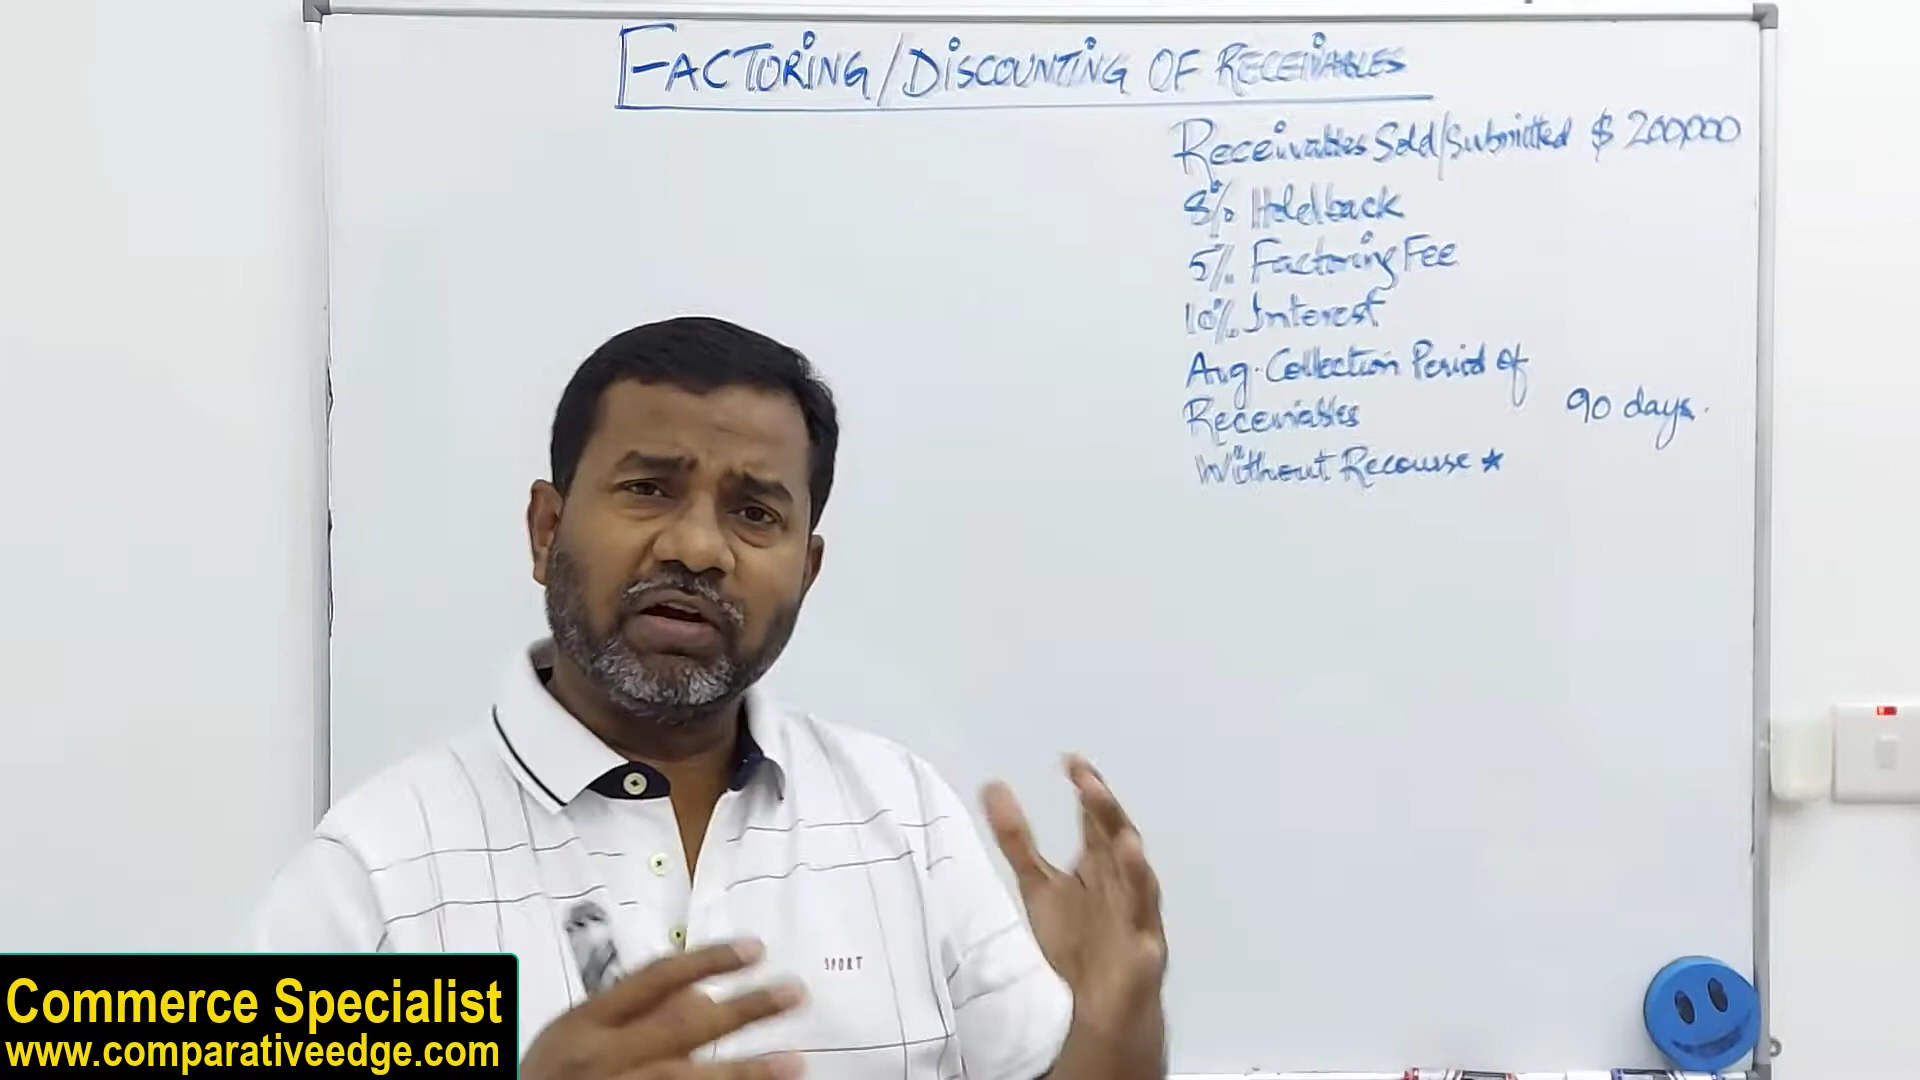 FACTORING/DISCOUNTING OF RECEIVABLES
Receivables Sold/Submitted $ 200,000
8% Holdback
5% Factoring Fee
10% Interest
Avg. Collection Period of
Receivables 90 days.
Without Recourse *
SPORT
Commerce Specialist
www.comparativeedge.com